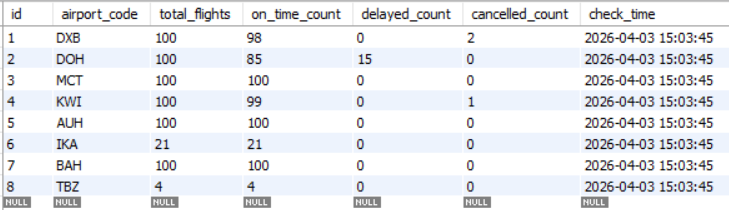 id airport_code total_flights on_time_count delayed_count cancelled_count check_time
1 DXB 100 98 0 2 2026-04-03 15:03:45
2 DOH 100 85 15 0 2026-04-03 15:03:45
3 MCT 100 100 0 0 2026-04-03 15:03:45
4 KWI 100 99 0 1 2026-04-03 15:03:45
5 AUH 100 100 0 0 2026-04-03 15:03:45
6 IKA 21 21 0 0 2026-04-03 15:03:45
7 BAH 100 100 0 0 2026-04-03 15:03:45
8 TBZ 4 4 0 0 2026-04-03 15:03:45
NULL NULL NULL NULL NULL NULL NULL